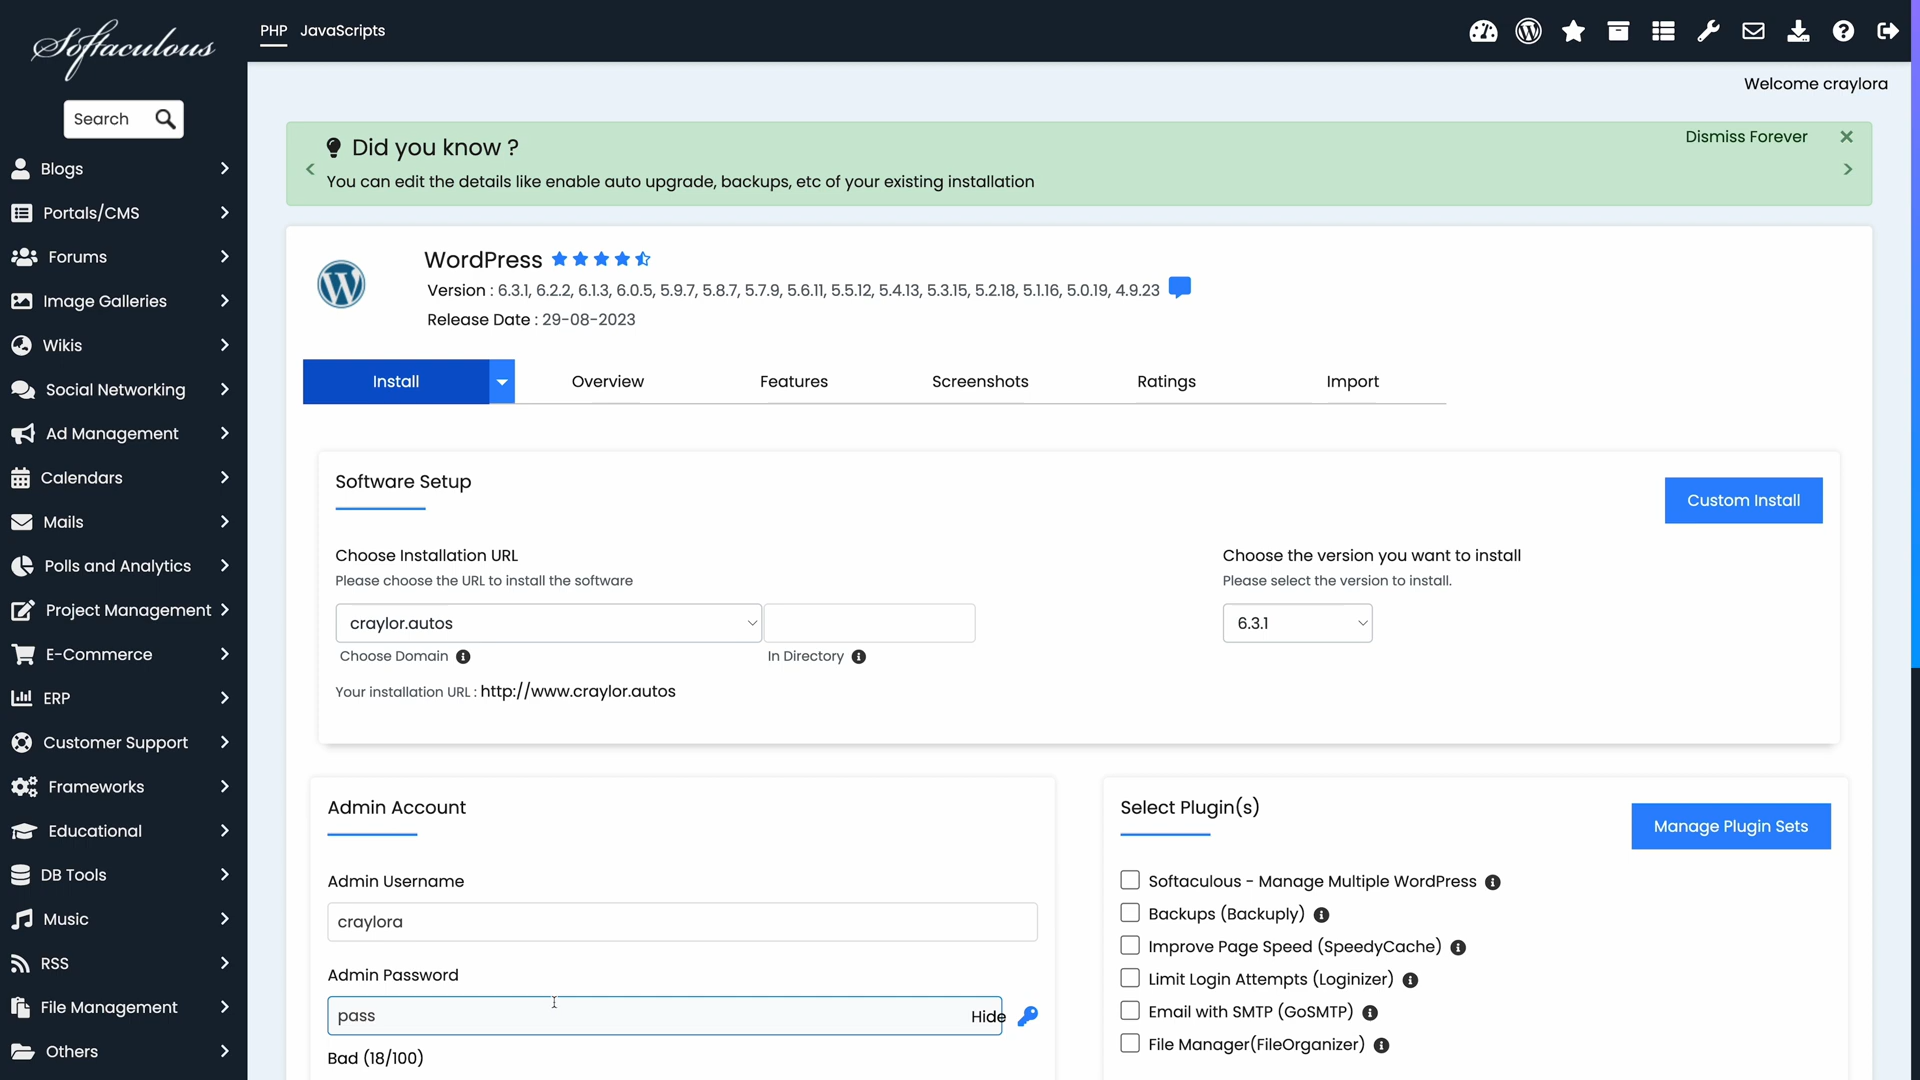 Softaculous
PHP JavaScripts
Welcome craylora
Search
Blogs
Portals/CMS
Forums
Image Galleries
Wikis
Social Networking
Ad Management
Calendars
Mails
Polls and Analytics
Project Management
E-Commerce
ERP
Customer Support
Frameworks
Educational
DB Tools
Music
RSS
File Management
Others
Did you know ?
Dismiss Forever
You can edit the details like enable auto upgrade, backups, etc of your existing installation
WordPress
Version : 6.3.1, 6.2.2, 6.1.3, 6.0.5, 5.9.7, 5.8.7, 5.7.9, 5.6.11, 5.5.12, 5.4.13, 5.3.15, 5.2.18, 5.1.16, 5.0.19, 4.9.23
Release Date : 29-08-2023
Install Overview Features Screenshots Ratings Import
Software Setup
Custom Install
Choose Installation URL
Please choose the URL to install the software
craylor.autos
Choose Domain
In Directory
Your installation URL : http://www.craylor.autos
Choose the version you want to install
Please select the version to install.
6.3.1
Admin Account
Admin Username
craylora
Admin Password
pass
Hide
Bad (18/100)
Select Plugin(s)
Manage Plugin Sets
Softaculous - Manage Multiple WordPress
Backups (Backuply)
Improve Page Speed (SpeedyCache)
Limit Login Attempts (Loginizer)
Email with SMTP (GoSMTP)
File Manager(FileOrganizer)